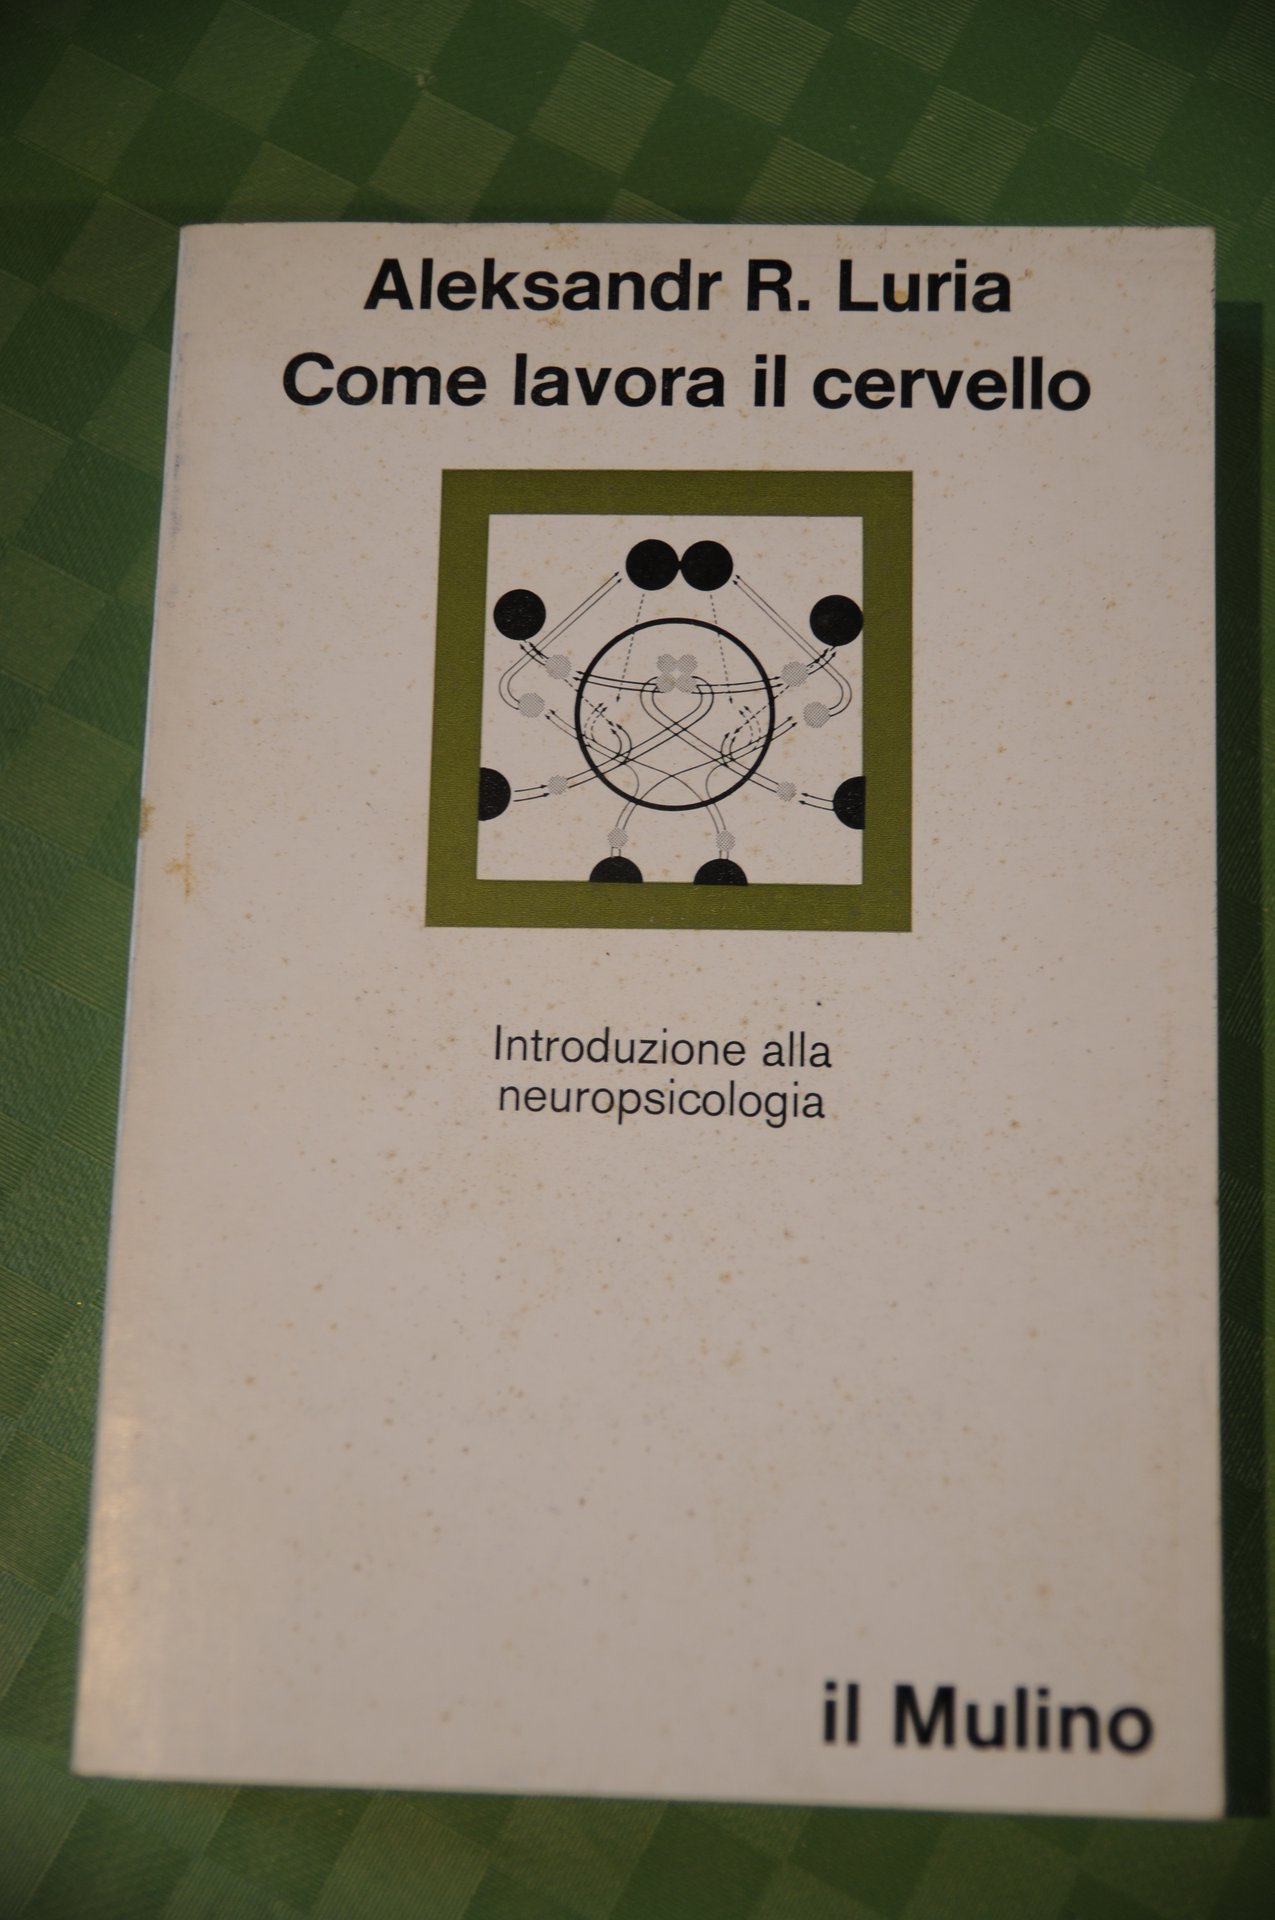 Aleksandr R. Luria
Come lavora il cervello
Introduzione alla
neuropsicologia
il Mulino